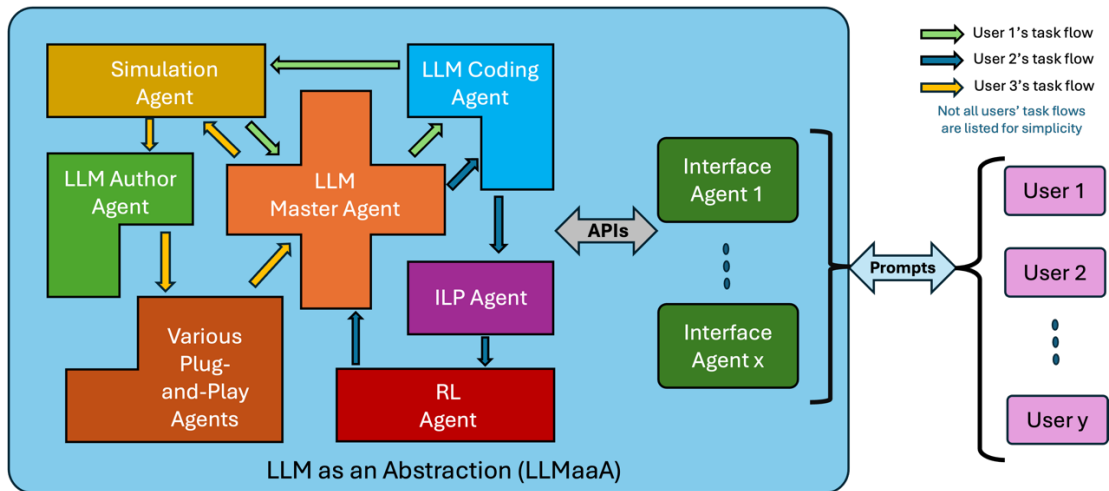 Simulation
Agent
LLM Coding
Agent
LLM Author
Agent
LLM
Master Agent
ILP Agent
Various
Plug-
and-Play
Agents
RL
Agent
LLM as an Abstraction (LLMaaA)
APIs
Interface
Agent 1
Interface
Agent x
Prompts
User 1's task flow
User 2's task flow
User 3's task flow
Not all users' task flows
are listed for simplicity
User 1
User 2
User y